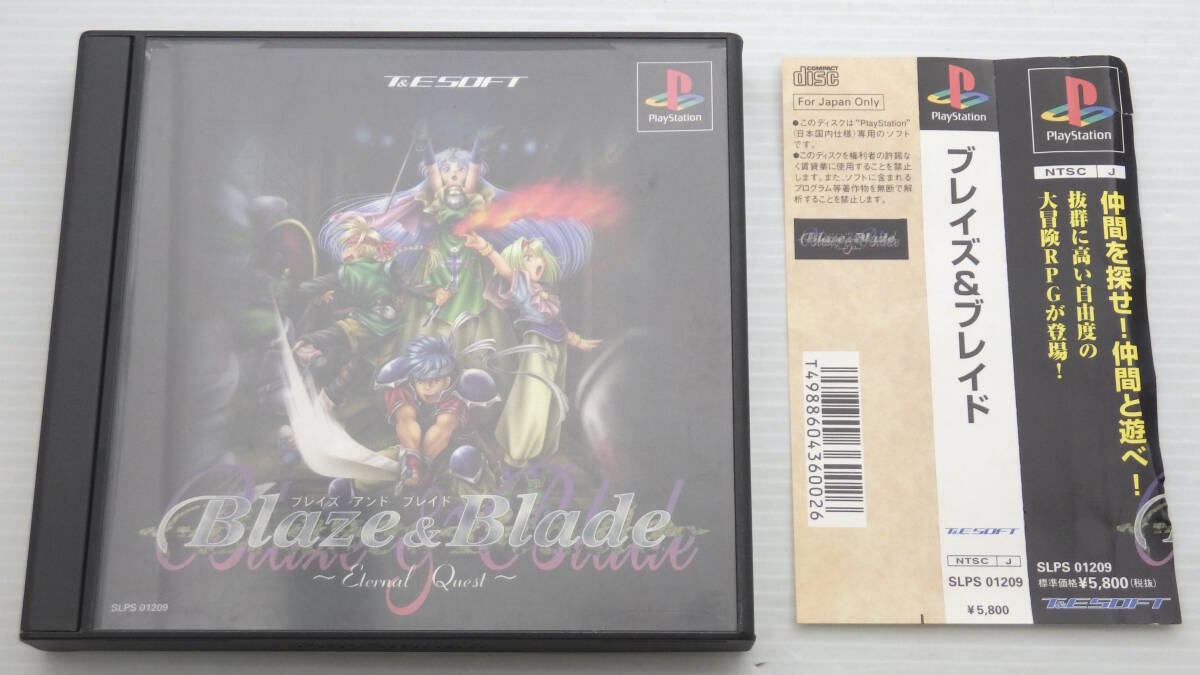 T&E SOFT
PlayStation
ブレイズ アンド ブレイド
Blaze & Blade
～Eternal Quest～
SLPS 01209
COMPACT
disc
For Japan Only
●このディスクは"PlayStation"
(日本国内仕様)専用のソフト
です。
●このディスクを権利者の許諾な
く賃貸業に使用することを禁止
します。また、ソフトに含まれる
プログラム等著作物を無断で解
析することを禁止します。
Blaze & Blade
T4988604360026
PlayStation
ブレイズ&ブレイド
T&E SOFT
NTSC J
SLPS 01209
¥5,800
PlayStation
NTSC J
仲間を探せ!仲間と遊べ!
抜群に高い自由度の
大冒険RPGが登場!
SLPS 01209
標準価格¥5,800(税抜)
T&E SOFT